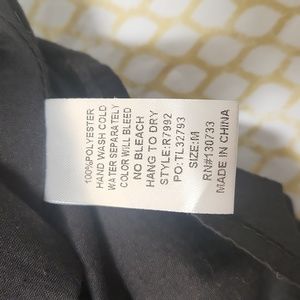 100%POLYESTER
HAND WASH COLD
WATER SEPARATELY
COLOR WILL BLEED
NO BLEACH
HANG TO DRY
STYLE:R7992
PO:TL32793
SIZE:M
RN#130733
MADE IN CHINA